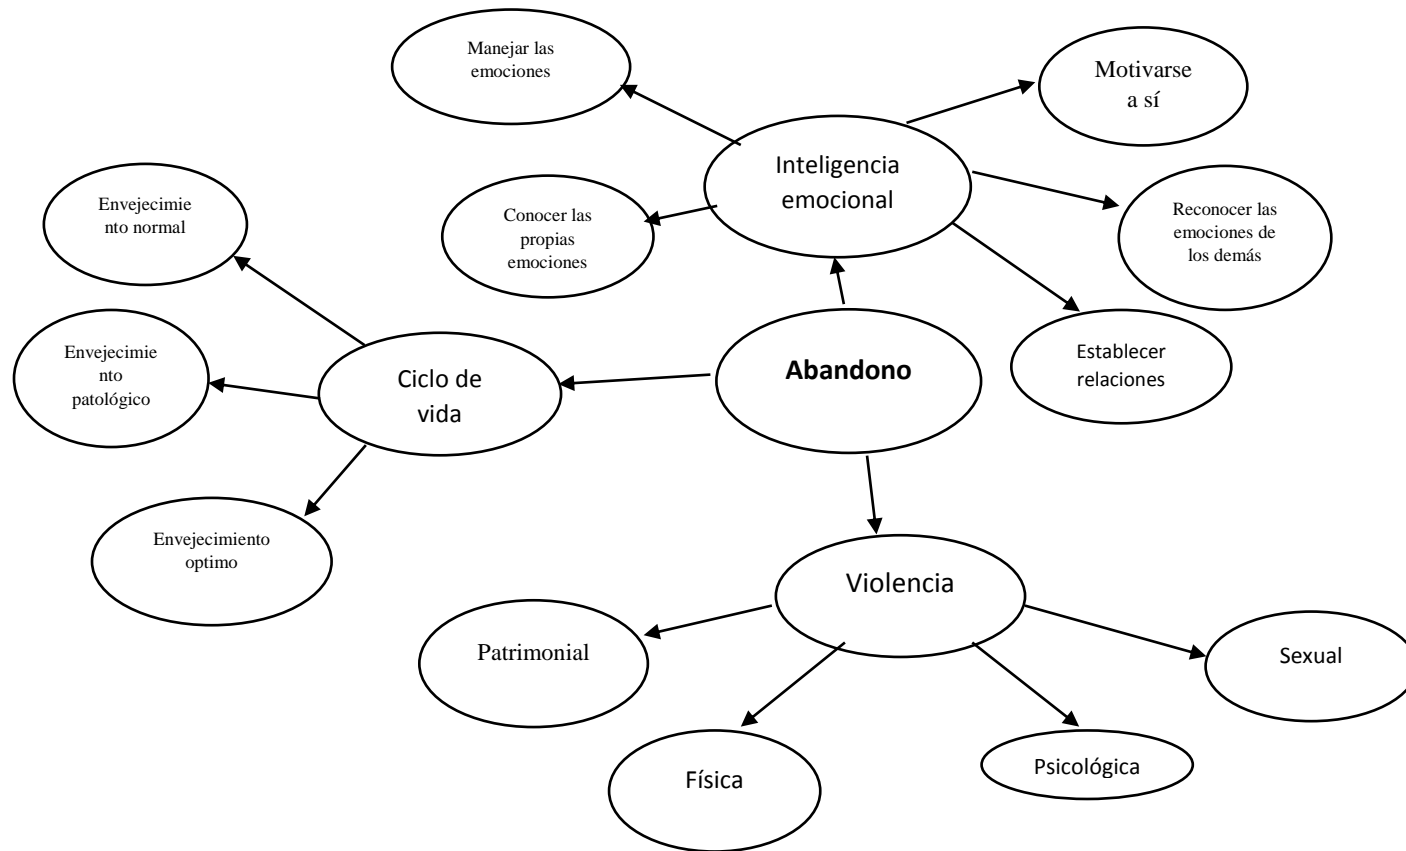 Manejar las
emociones
Motivarse
a sí
Inteligencia
emocional
Envejecimie
nto normal
Conocer las
propias
emociones
Reconocer las
emociones de
los demás
Envejecimie
nto
patológico
Ciclo de
vida
Abandono
Establecer
relaciones
Envejecimiento
optimo
Violencia
Patrimonial
Sexual
Física
Psicológica